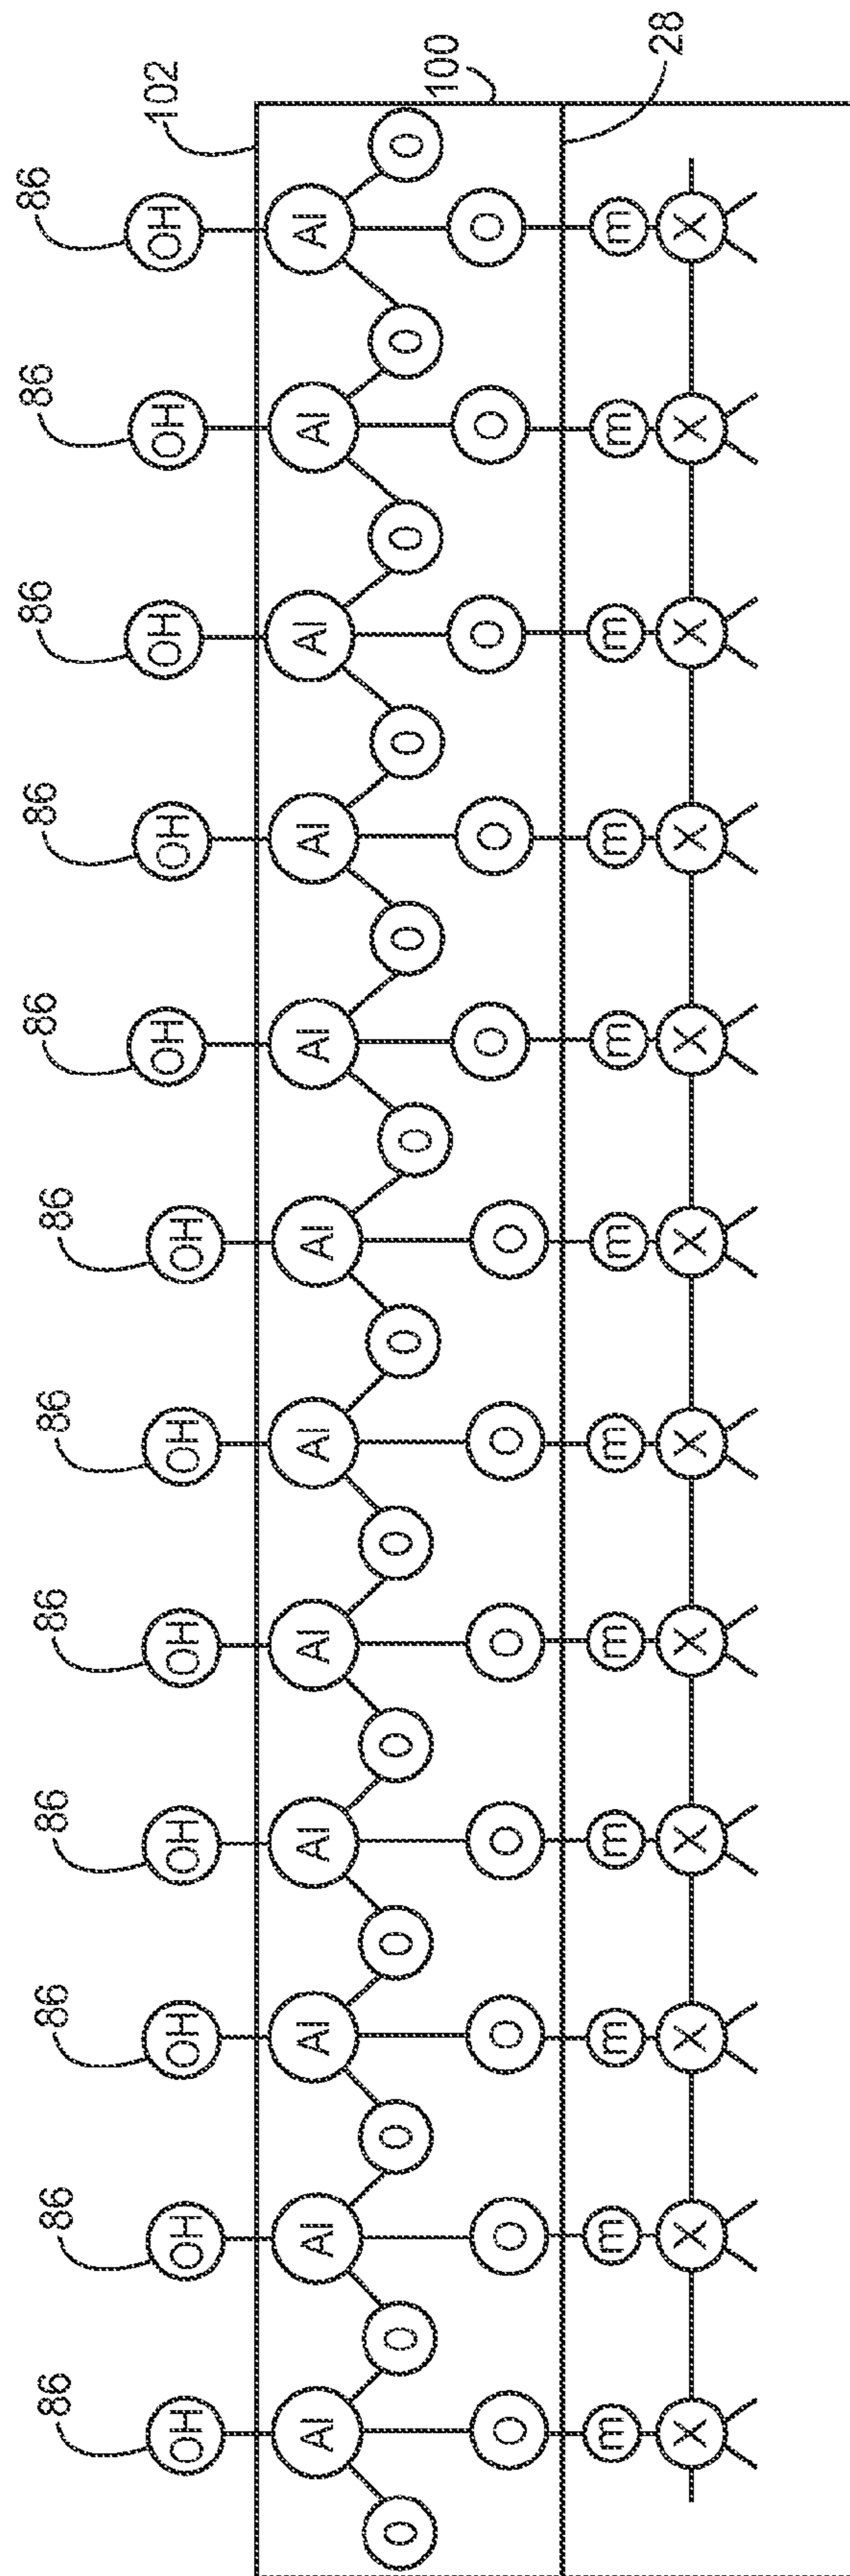 86 86 86 86 86 86 86 86 86 86 86 86
OH OH OH OH OH OH OH OH OH OH OH OH 102
Al Al Al Al Al Al Al Al Al Al Al Al
O O O O O O O O O O O O O 100
O O O O O O O O O O O O
m m m m m m m m m m m m 28
X X X X X X X X X X X X